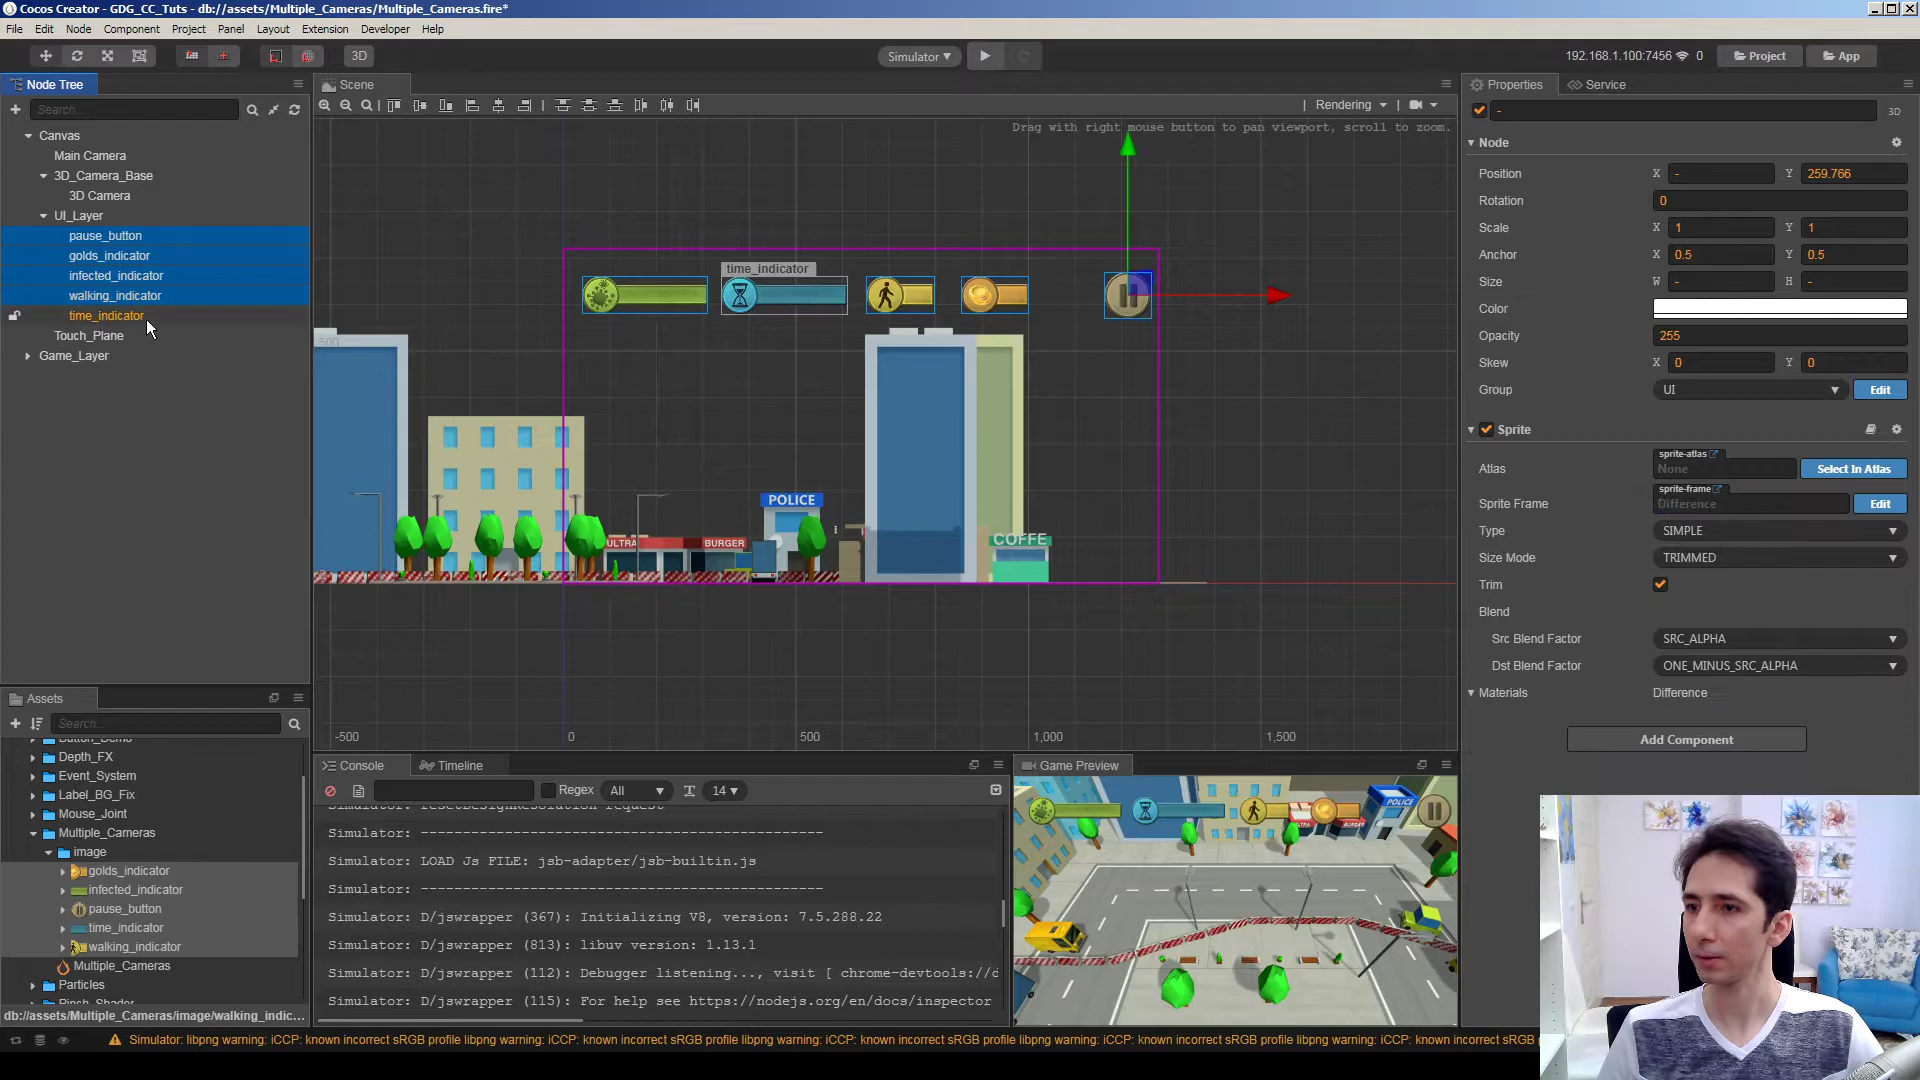 Cocos Creator - GDG_CC_Tuts - db://assets/Multiple_Cameras/Multiple_Cameras.fire*
File Edit Node Component Project Panel Layout Extension Developer Help
3D
Simulator
192.168.1.100:7456 0 Project App
Node Tree
Search...
Canvas
Main Camera
3D_Camera_Base
3D Camera
UI_Layer
pause_button
golds_indicator
infected_indicator
walking_indicator
time_indicator
Touch_Plane
Game_Layer
Scene
Rendering
Drag with right mouse button to pan viewport, scroll to zoom.
time_indicator
500
POLICE
ULTRA
BURGER
COFFE
-500
0
500
1,000
1,500
Assets
Search...
Button_Demo
Depth_FX
Event_System
Label_BG_Fix
Mouse_Joint
Multiple_Cameras
image
golds_indicator
infected_indicator
pause_button
time_indicator
walking_indicator
Multiple_Cameras
Particles
Pinch_Shader
db://assets/Multiple_Cameras/image/walking_indic...
Console
Timeline
Regex All 14
Simulator: resetDesignResolution request
Simulator: -------------------------------------------------
Simulator: LOAD Js FILE: jsb-adapter/jsb-builtin.js
Simulator: -------------------------------------------------
Simulator: D/jswrapper (367): Initializing V8, version: 7.5.288.22
Simulator: D/jswrapper (813): libuv version: 1.13.1
Simulator: D/jswrapper (112): Debugger listening..., visit [ chrome-devtools://d
Simulator: D/jswrapper (115): For help see https://nodejs.org/en/docs/inspector
Game Preview
POLICE
Properties
Service
-
3D
Node
Position X - Y 259.766
Rotation 0
Scale X 1 Y 1
Anchor X 0.5 Y 0.5
Size W - H -
Color
Opacity 255
Skew X 0 Y 0
Group UI Edit
Sprite
sprite-atlas
Atlas None Select In Atlas
sprite-frame
Sprite Frame Difference Edit
Type SIMPLE
Size Mode TRIMMED
Trim
Blend
Src Blend Factor SRC_ALPHA
Dst Blend Factor ONE_MINUS_SRC_ALPHA
Materials Difference
Add Component
Simulator: libpng warning: iCCP: known incorrect sRGB profile libpng warning: iCCP: known incorrect sRGB profile libpng warning: iCCP: known incorrect sRGB profile libpng warning: iCCP: known incorrect sRGB profile libpng warning: iCCP: known incorrect sRGB